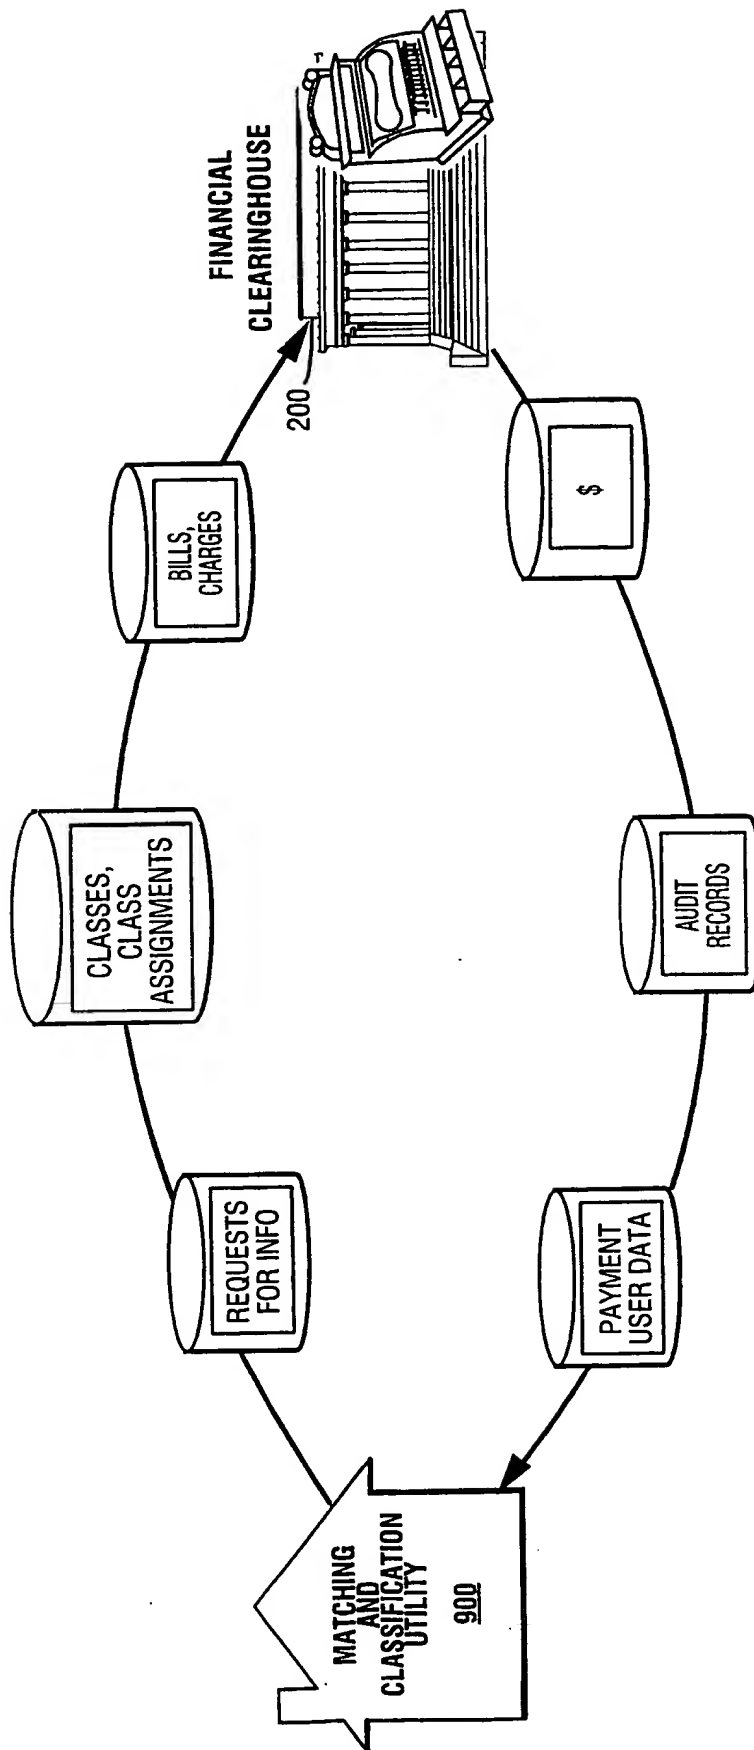 MATCHING
AND
CLASSIFICATION
UTILITY
900
REQUESTS
FOR INFO
CLASSES,
CLASS
ASSIGNMENTS
BILLS,
CHARGES
200
FINANCIAL
CLEARINGHOUSE
$
AUDIT
RECORDS
PAYMENT
USER DATA